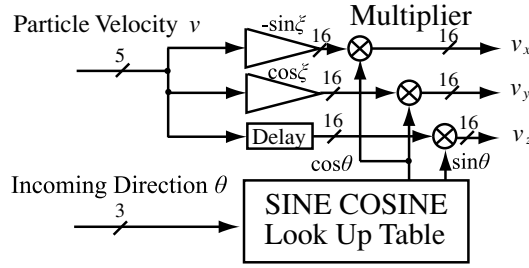 Particle Velocity v
-sinξ
Multiplier
16
16
vₓ
5
cosξ
16
16
v_y
Delay
16
16
v_z
cosθ
sinθ
Incoming Direction θ
3
SINE COSINE
Look Up Table